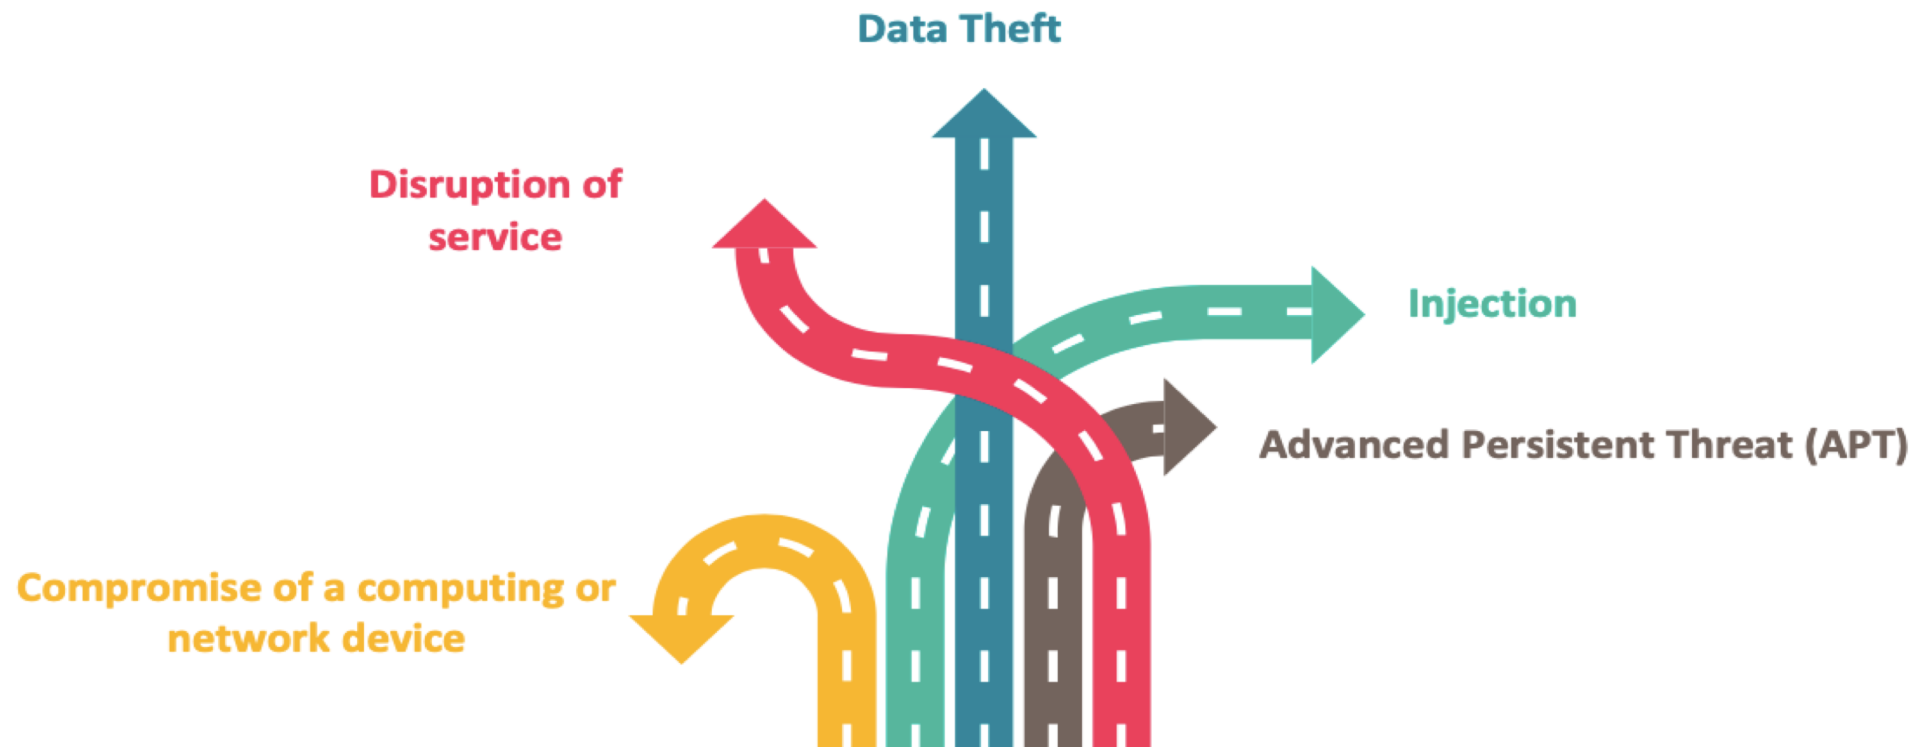 Data Theft
Disruption of
service
Injection
Advanced Persistent Threat (APT)
Compromise of a computing or
network device